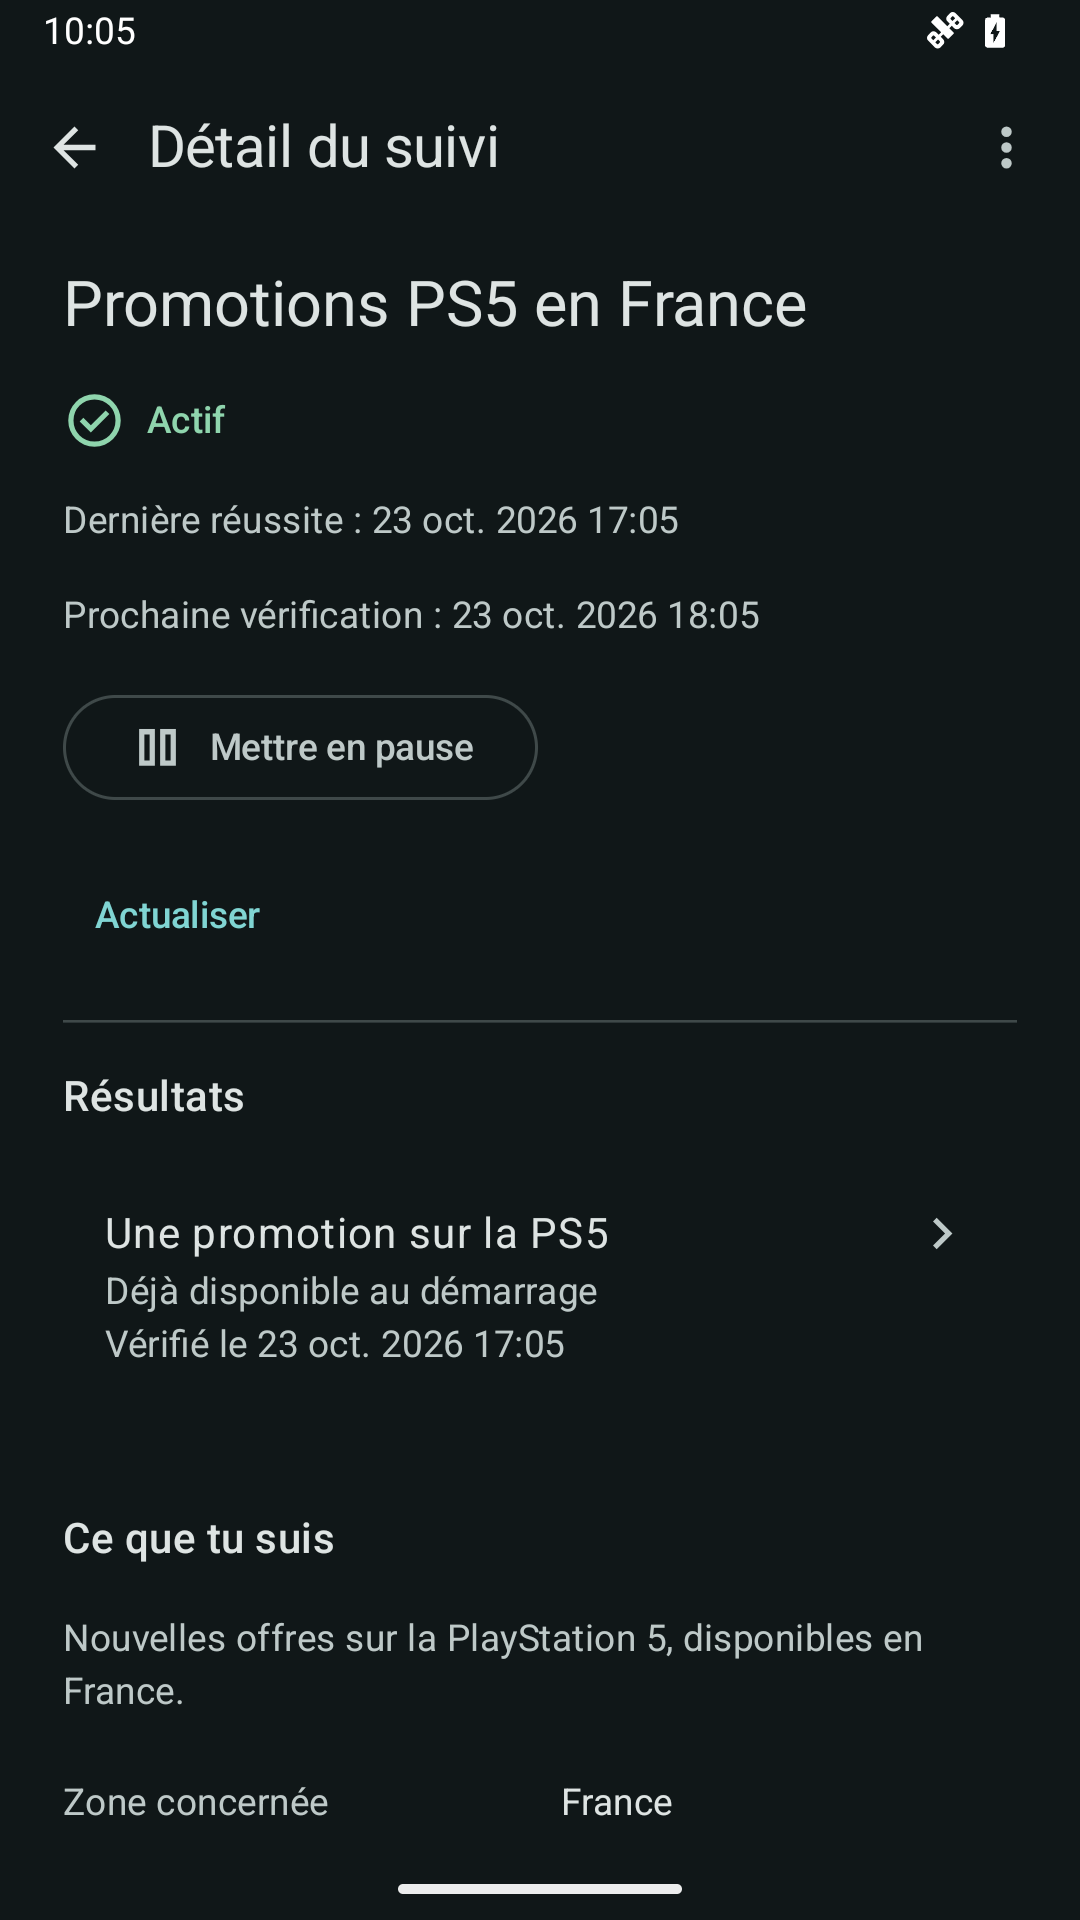 10:05
Détail du suivi
Promotions PS5 en France
Actif
Dernière réussite : 23 oct. 2026 17:05
Prochaine vérification : 23 oct. 2026 18:05
Mettre en pause
Actualiser
Résultats
Une promotion sur la PS5
Déjà disponible au démarrage
Vérifié le 23 oct. 2026 17:05
Ce que tu suis
Nouvelles offres sur la PlayStation 5, disponibles en
France.
Zone concernée France